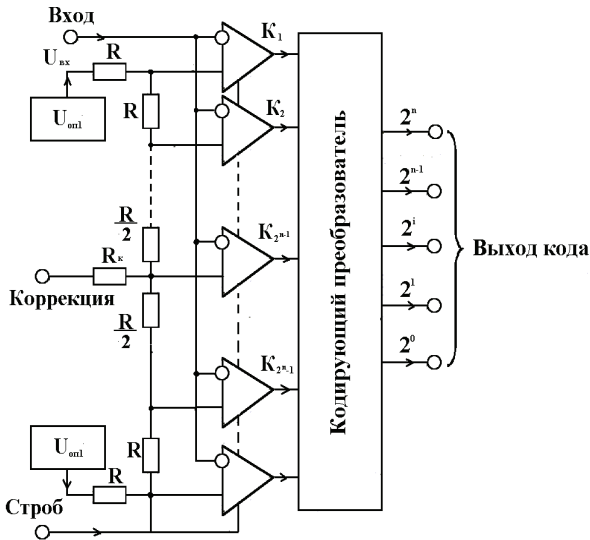 Вход
Uвх
R
Uоп1
R
K1
K2
R/2
Rк
Коррекция
R/2
K2n-1
K2n-1
Кодирующий преобразователь
2n
2n-1
2i
21
20
Выход кода
Uоп1
R
R
Строб